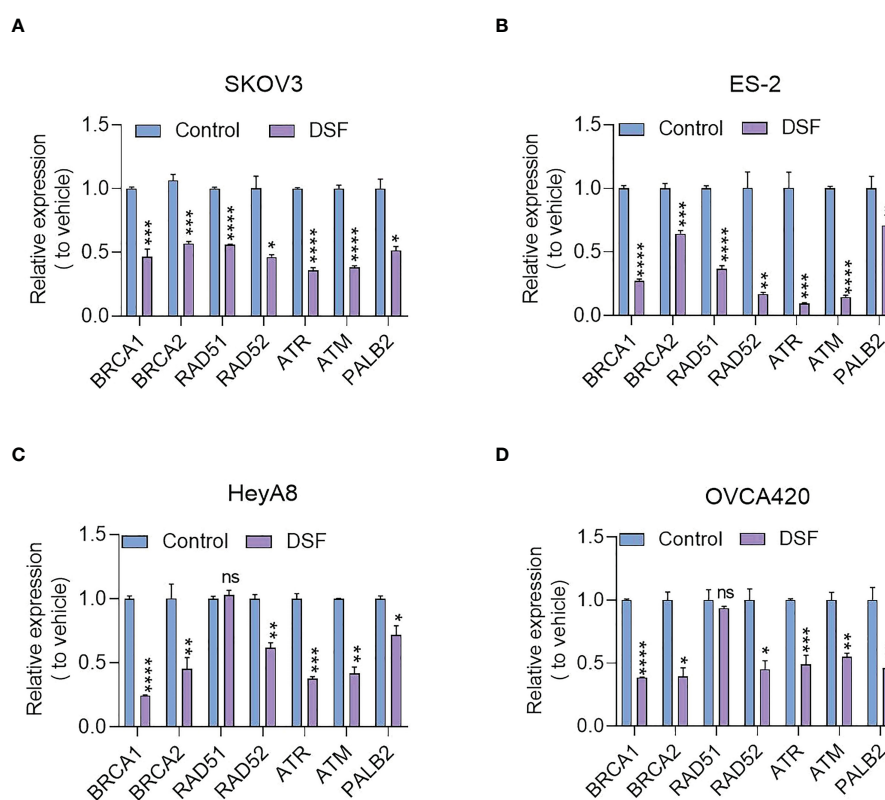 A
SKOV3
Control DSF
Relative expression
( to vehicle)
1.5
1.0
0.5
0.0
***
***
****
*
****
****
*
BRCA1 BRCA2 RAD51 RAD52 ATR ATM PALB2
B
ES-2
Control DSF
Relative expression
( to vehicle)
1.5
1.0
0.5
0.0
****
***
****
**
***
****
BRCA1 BRCA2 RAD51 RAD52 ATR ATM PALB2
C
HeyA8
Control DSF
Relative expression
( to vehicle)
1.5
1.0
0.5
0.0
****
**
ns
**
***
**
*
BRCA1 BRCA2 RAD51 RAD52 ATR ATM PALB2
D
OVCA420
Control DSF
Relative expression
( to vehicle)
1.5
1.0
0.5
0.0
****
*
ns
*
***
**
BRCA1 BRCA2 RAD51 RAD52 ATR ATM PALB2